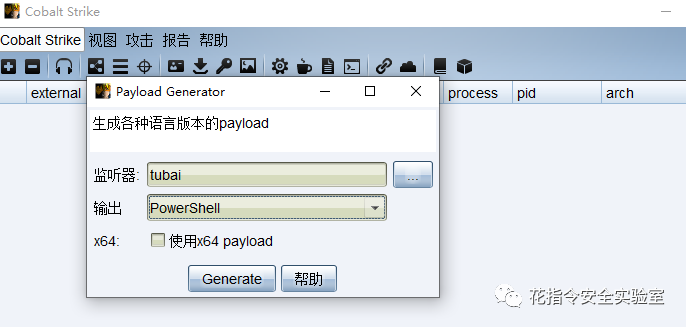 Cobalt Strike
Cobalt Strike 视图 攻击 报告 帮助
external
process pid arch
Payload Generator
生成各种语言版本的payload
监听器: tubai ...
输出 PowerShell
x64: 使用x64 payload
Generate 帮助
花指令安全实验室